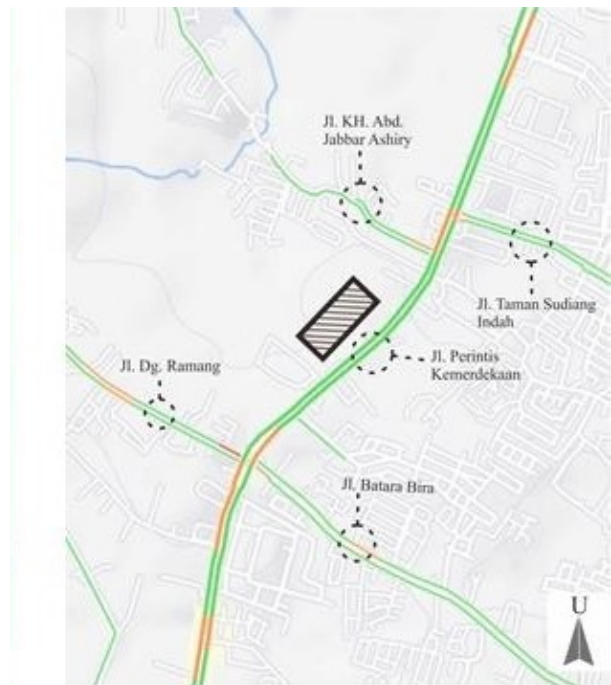 Jl. KH. Abd.
Jabbar Ashiry
Jl. Taman Sudiang
Indah
Jl. Perintis
Kemerdekaan
Jl. Dg. Ramang
Jl. Batara Bira
U